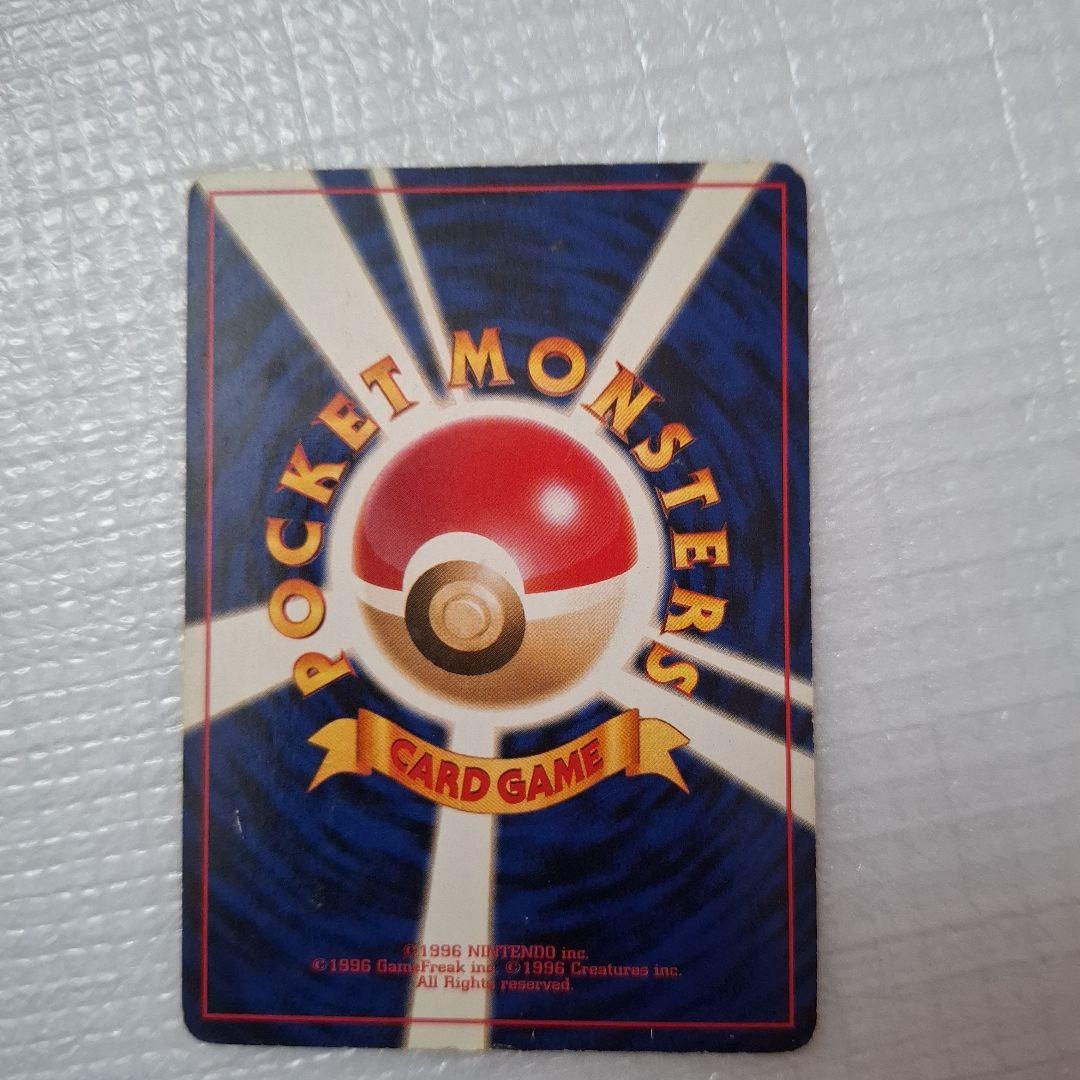 POCKET MONSTERS
CARD GAME
©1996 NINTENDO inc.
©1996 GameFreak inc. ©1996 Creatures inc.
All Rights reserved.